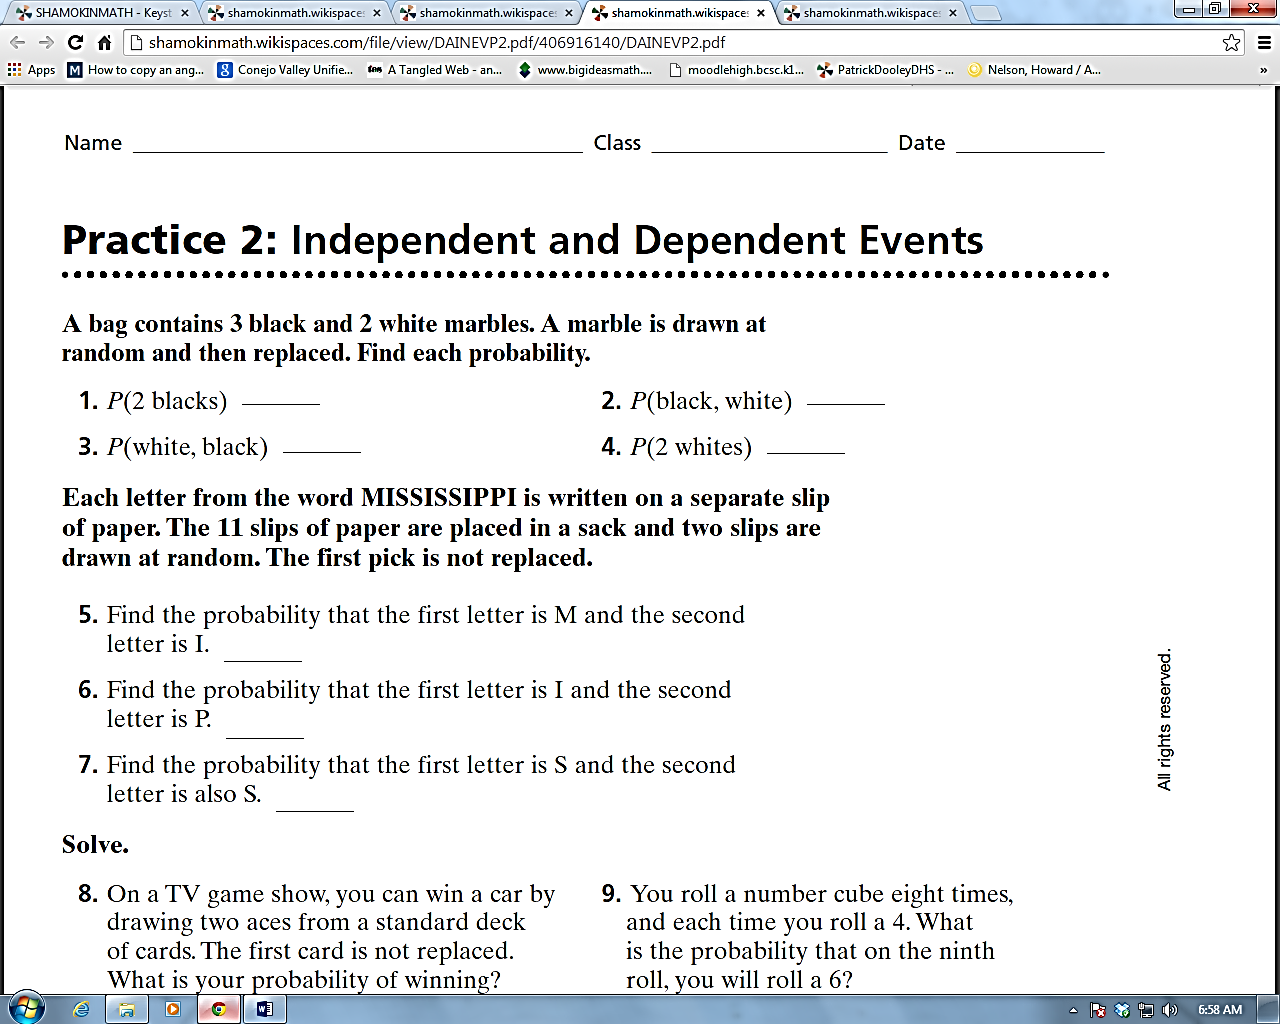 SHAMOKINMATH - Keyst
shamokinmath.wikispaces
shamokinmath.wikispaces
shamokinmath.wikispaces
shamokinmath.wikispaces
shamokinmath.wikispaces.com/file/view/DAINEVP2.pdf/406916140/DAINEVP2.pdf
Apps M How to copy an ang... g Conejo Valley Unifie... tes A Tangled Web - an... www.bigideasmath.... moodlehigh.bcsc.k1... PatrickDooleyDHS - ... Nelson, Howard / A... »
Name Class Date
Practice 2: Independent and Dependent Events
A bag contains 3 black and 2 white marbles. A marble is drawn at
random and then replaced. Find each probability.
1. P(2 blacks) 2. P(black, white)
3. P(white, black) 4. P(2 whites)
Each letter from the word MISSISSIPPI is written on a separate slip
of paper. The 11 slips of paper are placed in a sack and two slips are
drawn at random. The first pick is not replaced.
5. Find the probability that the first letter is M and the second
letter is I.
6. Find the probability that the first letter is I and the second
letter is P.
7. Find the probability that the first letter is S and the second
letter is also S.
All rights reserved.
Solve.
8. On a TV game show, you can win a car by
drawing two aces from a standard deck
of cards. The first card is not replaced.
What is your probability of winning?
9. You roll a number cube eight times,
and each time you roll a 4. What
is the probability that on the ninth
roll, you will roll a 6?
6:58 AM